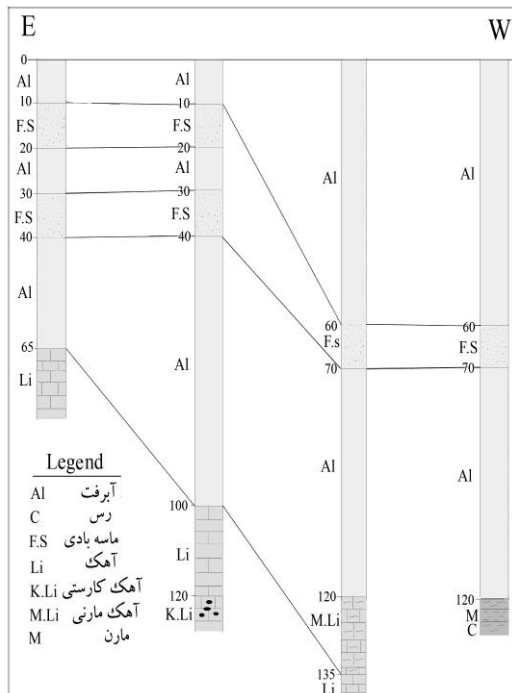 E W
0
Al Al
10 10
F.S F.S
20 20
Al Al Al Al
30 30
F.S F.S
40 40
60 60
F.s F.S
Al
65
70 70
Li
Al
Al Al
Legend
Al آبرفت
C رس
F.S ماسه بادی
Li آهک
K.Li آهک کارستی
M.Li آهک مارنی
M مارن
100
Li
120 120 120
K.Li M.Li M
C
135
Li